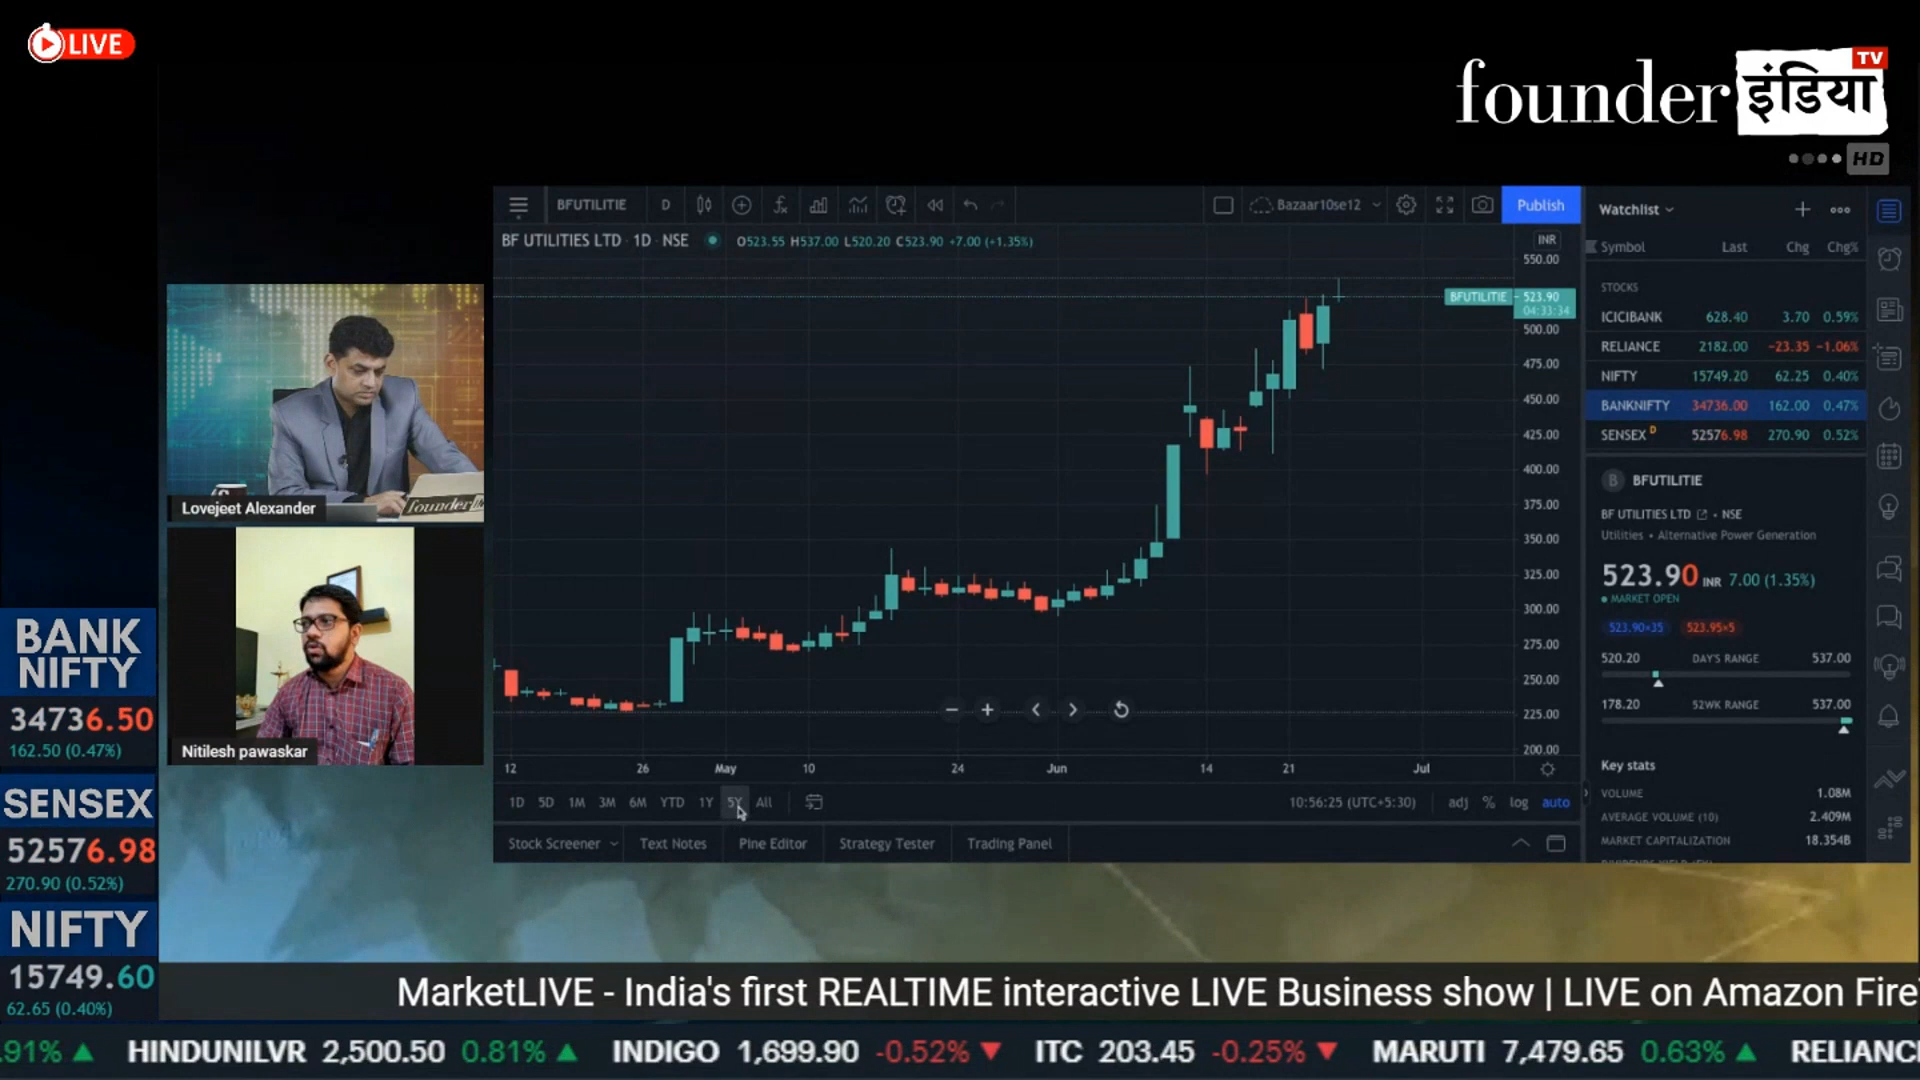 LIVE
founder इंडिया TV
HD
BFUTILITIE D
Bazaar10se12
Publish
BF UTILITIES LTD · 1D · NSE O523.55 H537.00 L520.20 C523.90 +7.00 (+1.35%)
INR
550.00
BFUTILITIE 523.90
04:33:34
500.00
475.00
450.00
425.00
400.00
375.00
350.00
325.00
300.00
275.00
250.00
225.00
200.00
12 26 May 10 24 Jun 14 21 Jul
1D 5D 1M 3M 6M YTD 1Y 5Y All
10:56:25 (UTC+5:30) adj % log auto
Stock Screener Text Notes Pine Editor Strategy Tester Trading Panel
Watchlist
Symbol Last Chg Chg%
STOCKS
ICICIBANK 628.40 3.70 0.59%
RELIANCE 2182.00 −23.35 −1.06%
NIFTY 15749.20 62.25 0.40%
BANKNIFTY 34736.00 162.00 0.47%
SENSEX D 52576.98 270.90 0.52%
B BFUTILITIE
BF UTILITIES LTD • NSE
Utilities • Alternative Power Generation
523.90 INR 7.00 (1.35%)
MARKET OPEN
523.90×35 523.95×5
520.20 DAY'S RANGE 537.00
178.20 52WK RANGE 537.00
Key stats
VOLUME 1.08M
AVERAGE VOLUME (10) 2.409M
MARKET CAPITALIZATION 18.354B
founder
Lovejeet Alexander
Nitilesh pawaskar
BANK
NIFTY
34736.50
162.50 (0.47%)
SENSEX
52576.98
270.90 (0.52%)
NIFTY
15749.60
62.65 (0.40%)
MarketLIVE - India's first REALTIME interactive LIVE Business show | LIVE on Amazon Fire
.91% ▲ HINDUNILVR 2,500.50 0.81% ▲ INDIGO 1,699.90 -0.52% ▼ ITC 203.45 -0.25% ▼ MARUTI 7,479.65 0.63% ▲ RELIANC